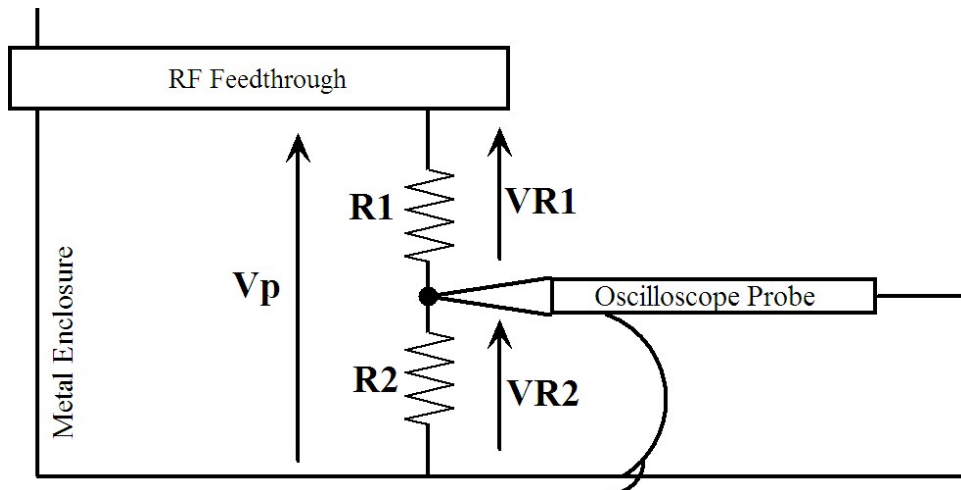 RF Feedthrough
R1
VR1
Vp
Metal Enclosure
Oscilloscope Probe
R2
VR2